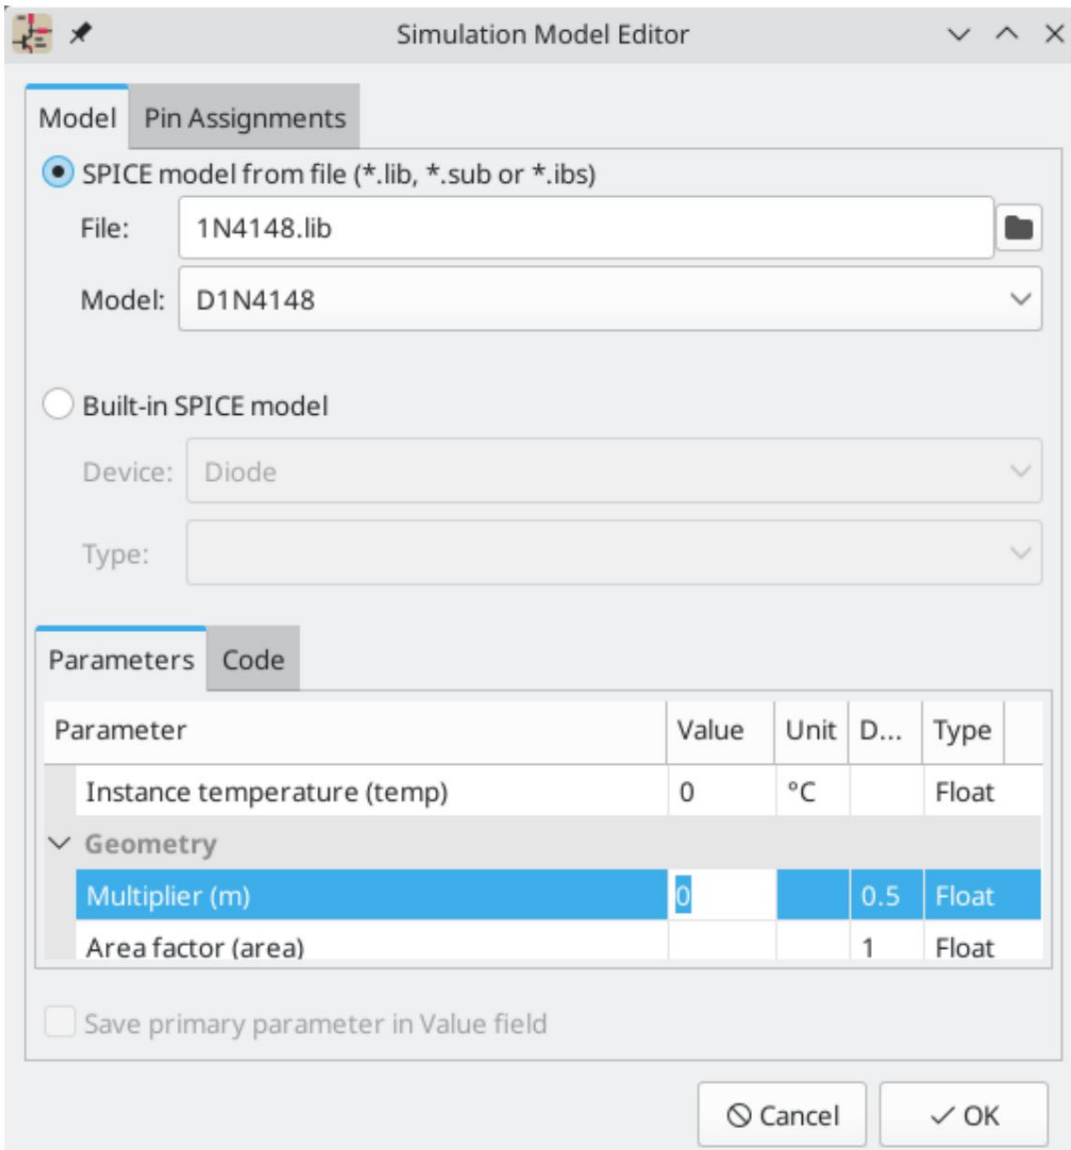 Simulation Model Editor
Model Pin Assignments
SPICE model from file (*.lib, *.sub or *.ibs)
File: 1N4148.lib
Model: D1N4148
Built-in SPICE model
Device: Diode
Type:
Parameters Code
Parameter Value Unit D... Type
Instance temperature (temp) 0 °C Float
Geometry
Multiplier (m) 0 0.5 Float
Area factor (area) 1 Float
Save primary parameter in Value field
Cancel OK